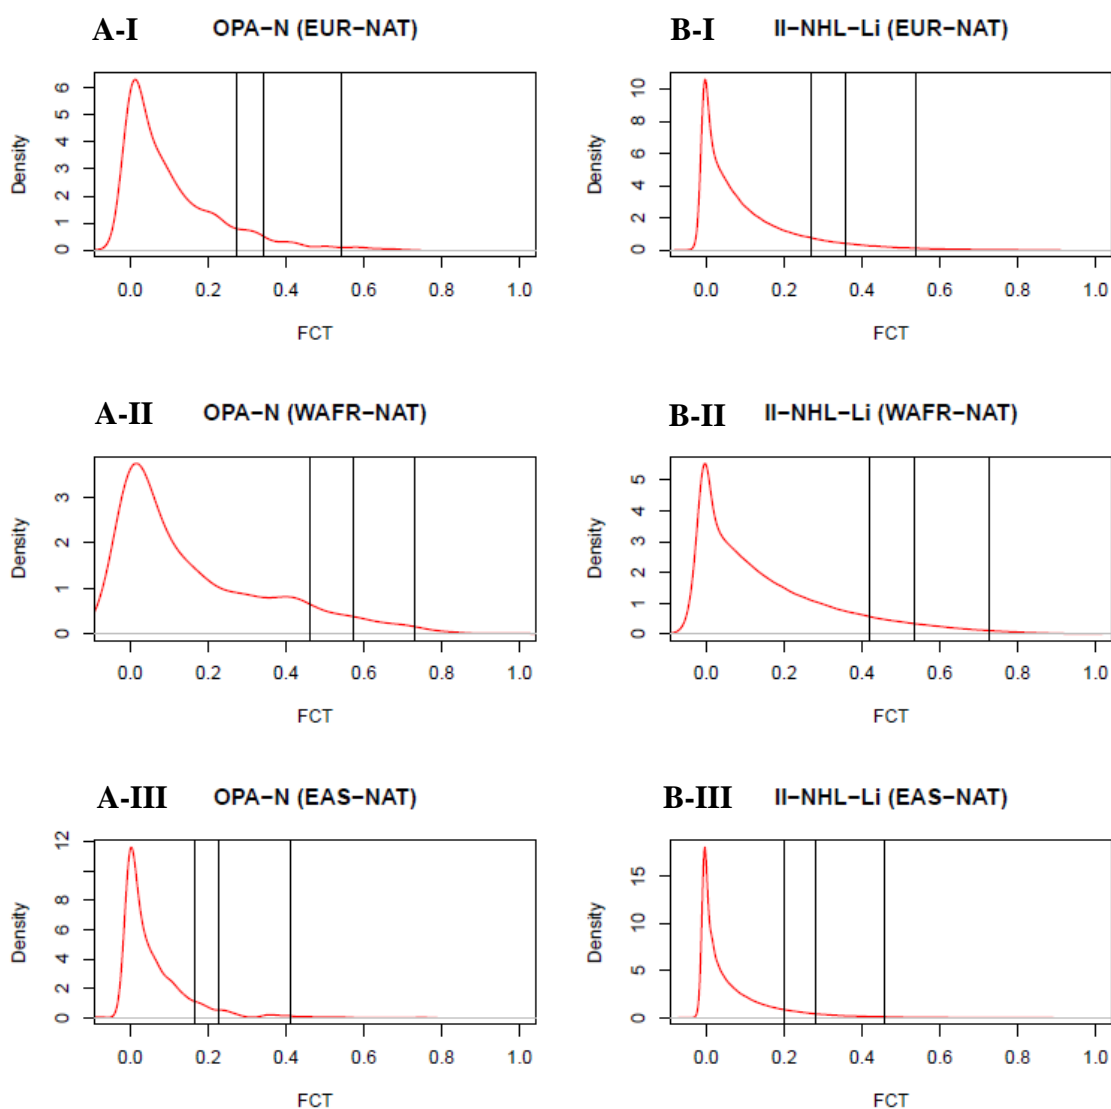 A-I OPA−N (EUR−NAT)
Density
0 1 2 3 4 5 6
0.0 0.2 0.4 0.6 0.8 1.0
FCT
B-I II−NHL−Li (EUR−NAT)
Density
0 2 4 6 8 10
0.0 0.2 0.4 0.6 0.8 1.0
FCT
A-II OPA−N (WAFR−NAT)
Density
0 1 2 3
0.0 0.2 0.4 0.6 0.8 1.0
FCT
B-II II−NHL−Li (WAFR−NAT)
Density
0 1 2 3 4 5
0.0 0.2 0.4 0.6 0.8 1.0
FCT
A-III OPA−N (EAS−NAT)
Density
0 2 4 6 8 12
0.0 0.2 0.4 0.6 0.8 1.0
FCT
B-III II−NHL−Li (EAS−NAT)
Density
0 5 10 15
0.0 0.2 0.4 0.6 0.8 1.0
FCT